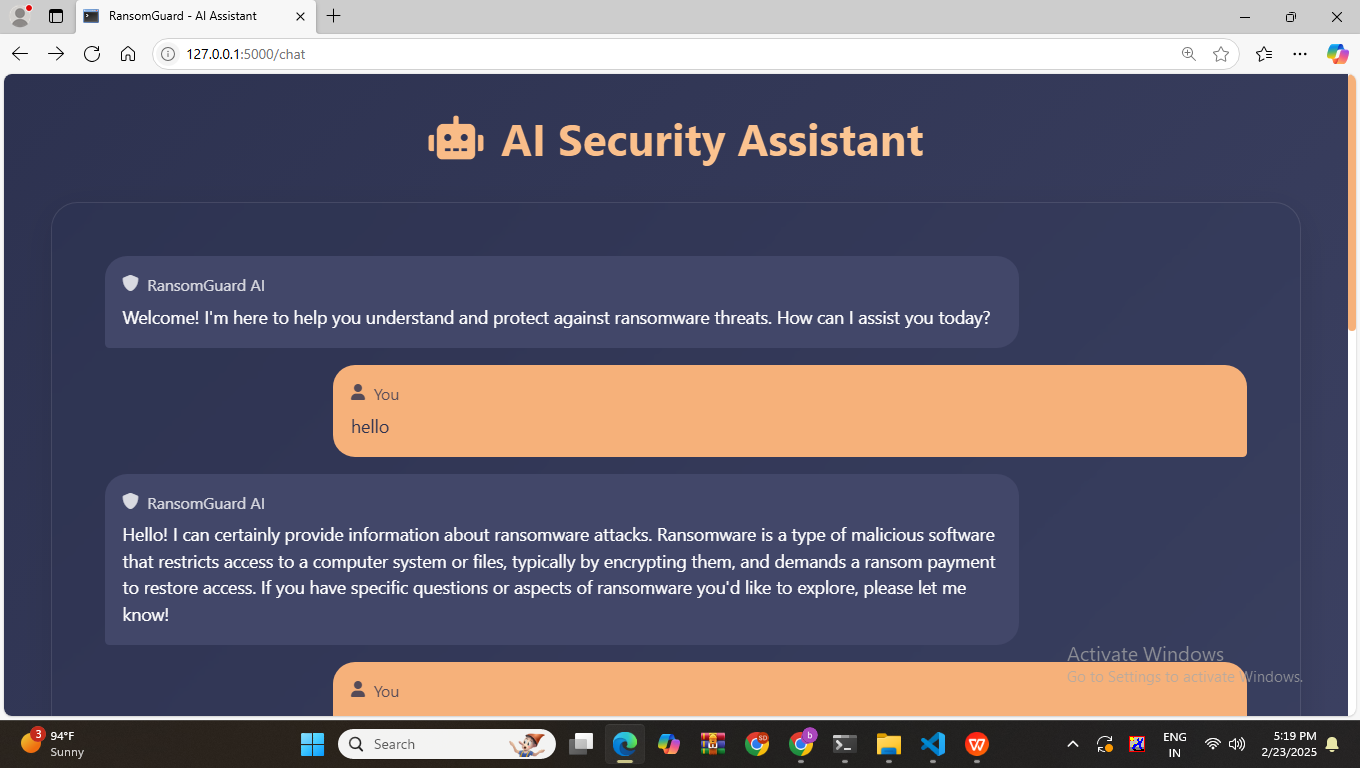 RansomGuard - AI Assistant
127.0.0.1:5000/chat
AI Security Assistant
RansomGuard AI
Welcome! I'm here to help you understand and protect against ransomware threats. How can I assist you today?
You
hello
RansomGuard AI
Hello! I can certainly provide information about ransomware attacks. Ransomware is a type of malicious software
that restricts access to a computer system or files, typically by encrypting them, and demands a ransom payment
to restore access. If you have specific questions or aspects of ransomware you'd like to explore, please let me
know!
You
Activate Windows
Go to Settings to activate Windows.
3
94°F
Sunny
Search
SD
b
W
ENG
IN
5:19 PM
2/23/2025